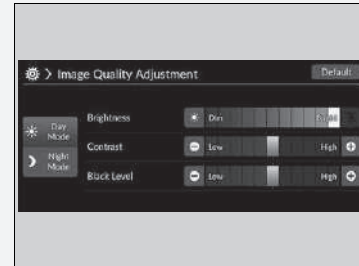 Image Quality Adjustment
Default
Day
Mode
Night
Mode
Brightness
Dim
Contrast
Low
High
Black Level
Low
High